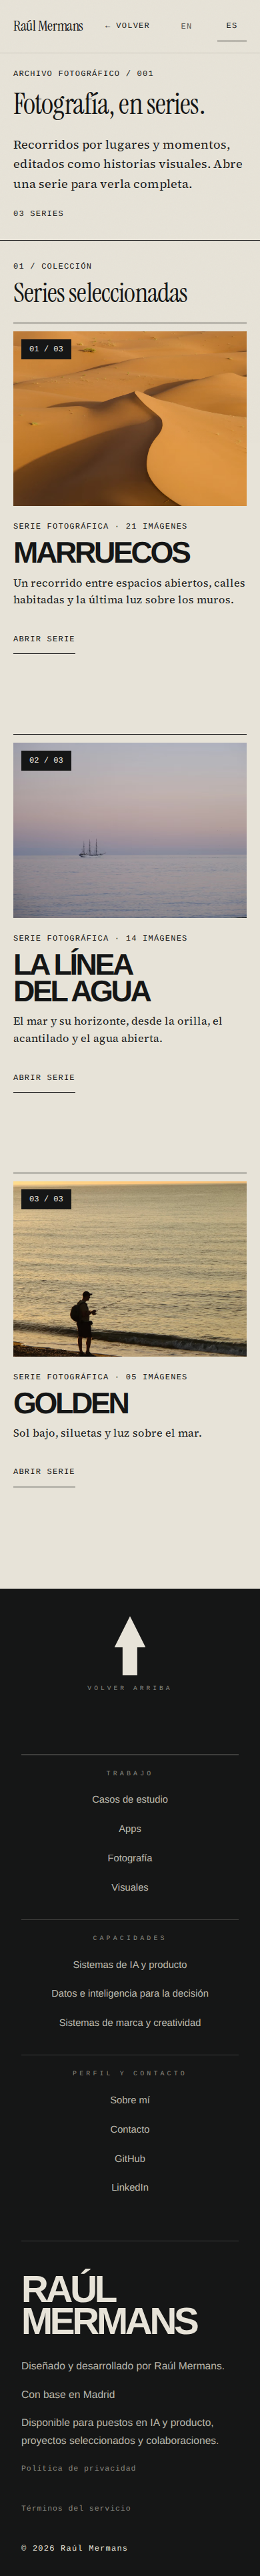 Raúl Mermans
← VOLVER
EN
ES
ARCHIVO FOTOGRÁFICO / 001
Fotografía, en series.
Recorridos por lugares y momentos,
editados como historias visuales. Abre
una serie para verla completa.
03 SERIES
01 / COLECCIÓN
Series seleccionadas
01 / 03
SERIE FOTOGRÁFICA · 21 IMÁGENES
MARRUECOS
Un recorrido entre espacios abiertos, calles
habitadas y la última luz sobre los muros.
ABRIR SERIE
02 / 03
SERIE FOTOGRÁFICA · 14 IMÁGENES
LA LÍNEA
DEL AGUA
El mar y su horizonte, desde la orilla, el
acantilado y el agua abierta.
ABRIR SERIE
03 / 03
SERIE FOTOGRÁFICA · 05 IMÁGENES
GOLDEN
Sol bajo, siluetas y luz sobre el mar.
ABRIR SERIE
VOLVER ARRIBA
TRABAJO
Casos de estudio
Apps
Fotografía
Visuales
CAPACIDADES
Sistemas de IA y producto
Datos e inteligencia para la decisión
Sistemas de marca y creatividad
PERFIL Y CONTACTO
Sobre mí
Contacto
GitHub
LinkedIn
RAÚL
MERMANS
Diseñado y desarrollado por Raúl Mermans.
Con base en Madrid
Disponible para puestos en IA y producto,
proyectos seleccionados y colaboraciones.
Política de privacidad
Términos del servicio
© 2026 Raúl Mermans